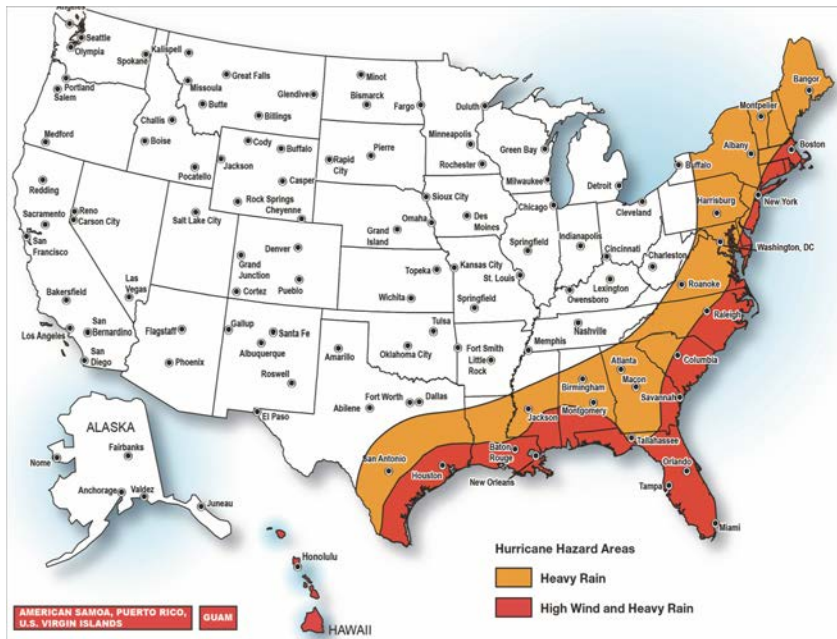 Seattle
Olympia
Spokane
Kalispell
Portland
Salem
Medford
Missoula
Great Falls
Butte
Glendive
Billings
Challis
Boise
Pocatello
Minot
Bismarck
Fargo
Duluth
Minneapolis
Rochester
Green Bay
Milwaukee
Detroit
Chicago
Cleveland
Buffalo
Montpelier
Bangor
Albany
Boston
New York
Harrisburg
Washington, DC
Cody
Buffalo
Jackson
Casper
Rock Springs
Cheyenne
Pierre
Rapid
City
Sioux City
Omaha
Grand
Island
Des
Moines
Redding
Sacramento
San
Francisco
Reno
Carson City
Salt Lake City
Denver
Grand
Junction
Cortez
Pueblo
Topeka
Kansas City
St. Louis
Wichita
Springfield
Springfield
Indianapolis
Cincinnati
Charleston
Lexington
Owensboro
Roanoke
Raleigh
Bakersfield
Las
Vegas
Los Angeles
San
Bernardino
San
Diego
Flagstaff
Phoenix
Gallup
Santa Fe
Albuquerque
Roswell
Amarillo
Tulsa
Oklahoma City
Fort Smith
Little
Rock
Memphis
Nashville
Atlanta
Macon
Columbia
Savannah
Birmingham
Montgomery
Jackson
Fort Worth
Dallas
Abilene
El Paso
San Antonio
Houston
Baton
Rouge
New Orleans
Tallahassee
Orlando
Tampa
Miami
ALASKA
Fairbanks
Nome
Anchorage
Valdez
Juneau
Honolulu
HAWAII
AMERICAN SAMOA, PUERTO RICO,
U.S. VIRGIN ISLANDS
GUAM
Hurricane Hazard Areas
Heavy Rain
High Wind and Heavy Rain